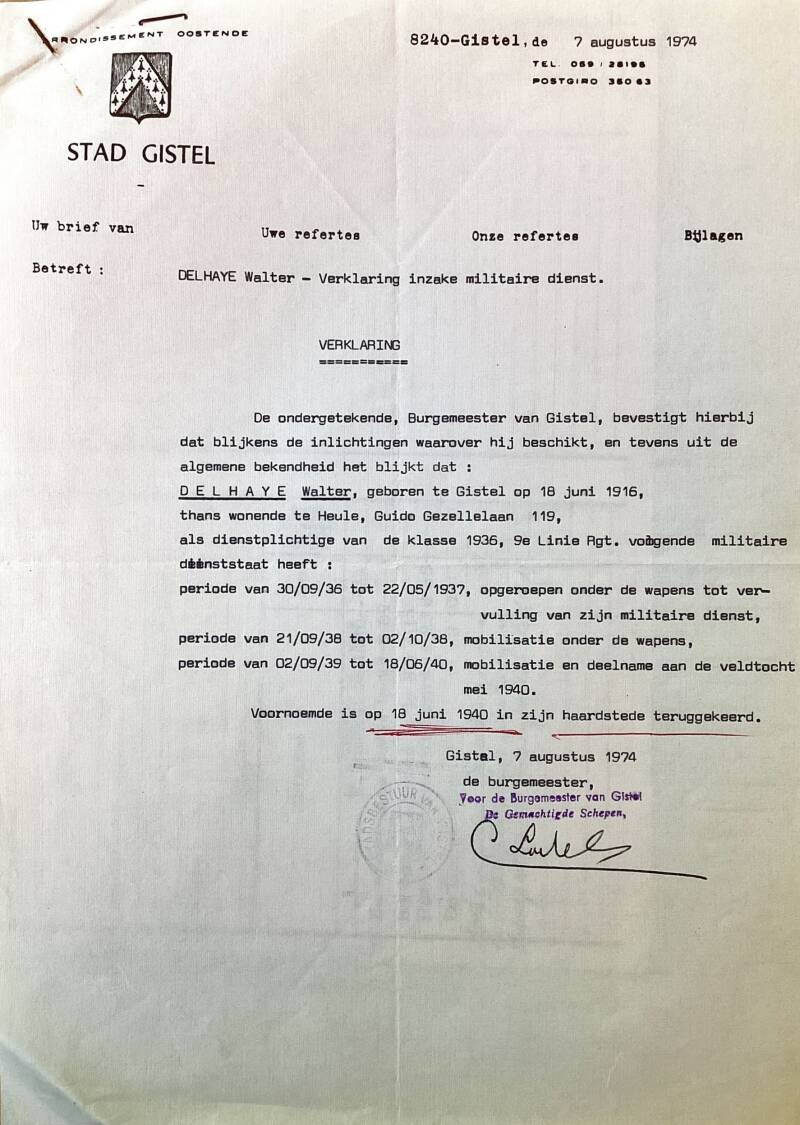 ARRONDISSEMENT OOSTENDE
8240-Gistel, de 7 augustus 1974
TEL. 059 / 28195
POSTGIRO 350 63
STAD GISTEL
-
Uw brief van
Uwe refertes
Onze refertes
Bijlagen
Betreft :
DELHAYE Walter - Verklaring inzake militaire dienst.
VERKLARING
===========
De ondergetekende, Burgemeester van Gistel, bevestigt hierbij
dat blijkens de inlichtingen waarover hij beschikt, en tevens uit de
algemene bekendheid het blijkt dat :
D E L H A Y E Walter, geboren te Gistel op 18 juni 1916,
thans wonende te Heule, Guido Gezellelaan 119,
als dienstplichtige van de klasse 1936, 9e Linie Rgt. volgende militaire
dienststaat heeft :
periode van 30/09/36 tot 22/05/1937, opgeroepen onder de wapens tot ver-
vulling van zijn militaire dienst,
periode van 21/09/38 tot 02/10/38, mobilisatie onder de wapens,
periode van 02/09/39 tot 18/06/40, mobilisatie en deelname aan de veldtocht
mei 1940.
Voornoemde is op 18 juni 1940 in zijn haardstede teruggekeerd.
Gistel, 7 augustus 1974
de burgemeester,
Voor de Burgemeester van Gistel
De Gemachtigde Schepen,
STADSBESTUUR VAN